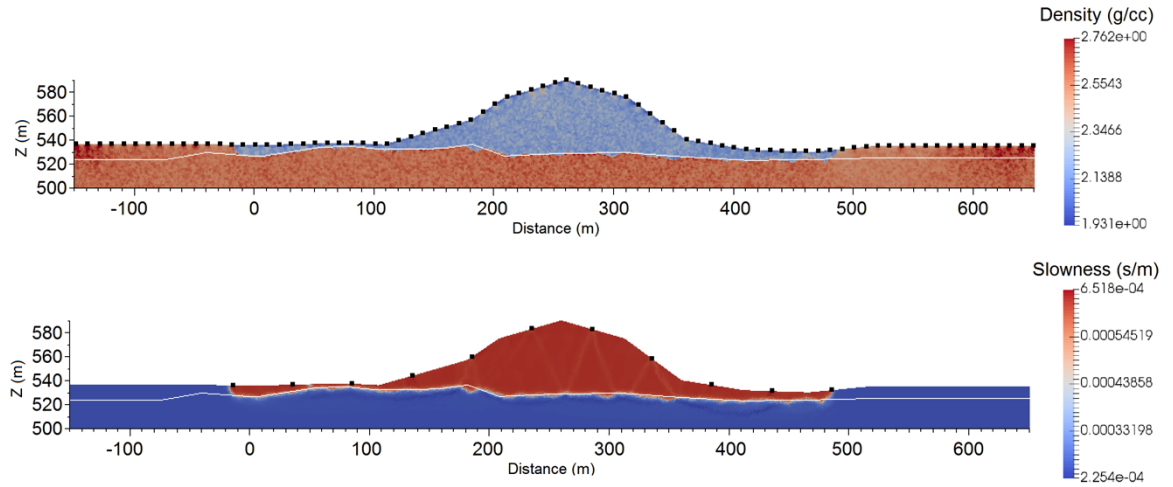 Density (g/cc)
2.762e+00
2.5543
2.3466
2.1388
1.931e+00
Z (m)
580
560
540
520
500
-100 0 100 200 300 400 500 600
Distance (m)
Slowness (s/m)
6.518e-04
0.00054519
0.00043858
0.00033198
2.254e-04
Z (m)
580
560
540
520
500
-100 0 100 200 300 400 500 600
Distance (m)